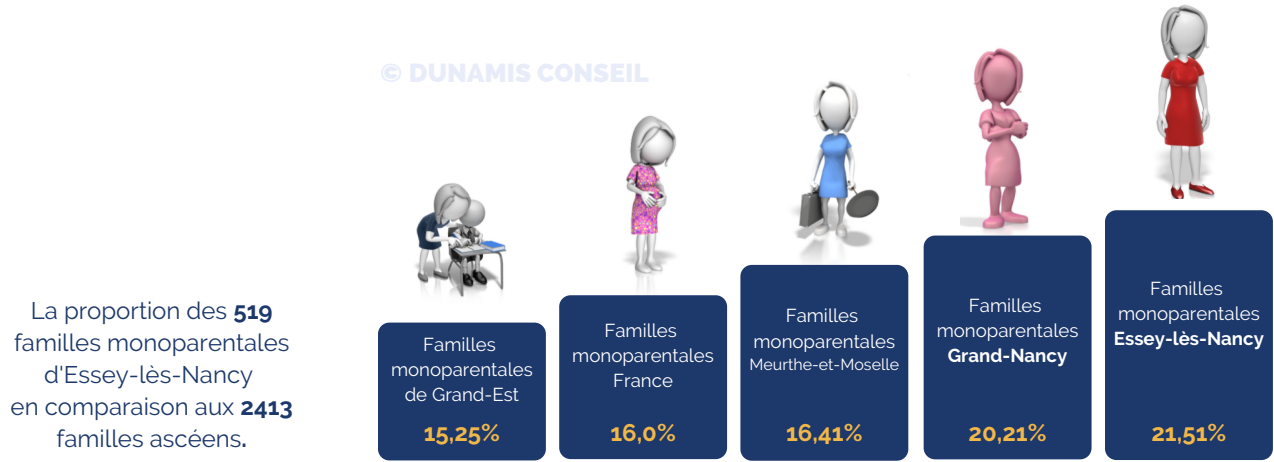 © DUNAMIS CONSEIL
La proportion des 519
familles monoparentales
d'Essey-lès-Nancy
en comparaison aux 2413
familles ascéens.
Familles
monoparentales
de Grand-Est
15,25%
Familles
monoparentales
France
16,0%
Familles
monoparentales
Meurthe-et-Moselle
16,41%
Familles
monoparentales
Grand-Nancy
20,21%
Familles
monoparentales
Essey-lès-Nancy
21,51%